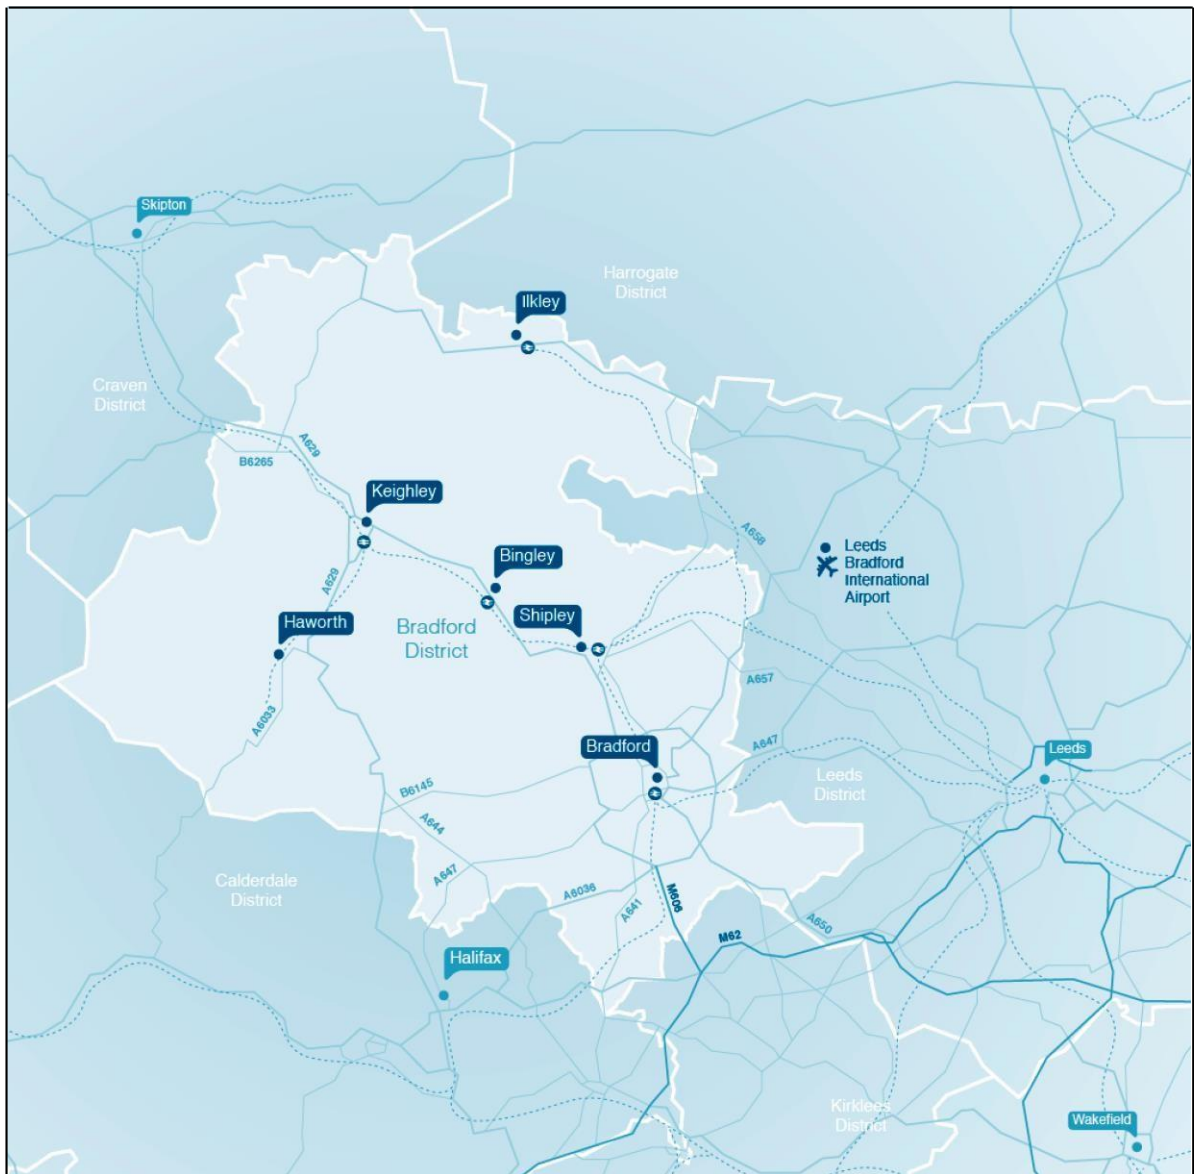 Skipton
Harrogate
District
Ilkley
Craven
District
A629
B6265
Keighley
A658
Leeds
Bradford
International
Airport
Bingley
A629
Shipley
Haworth
Bradford
District
A657
A6033
A647
Bradford
Leeds
Leeds
District
B6145
A644
A647
Calderdale
District
A6036
M606
A641
A650
M62
Halifax
Kirklees
District
Wakefield